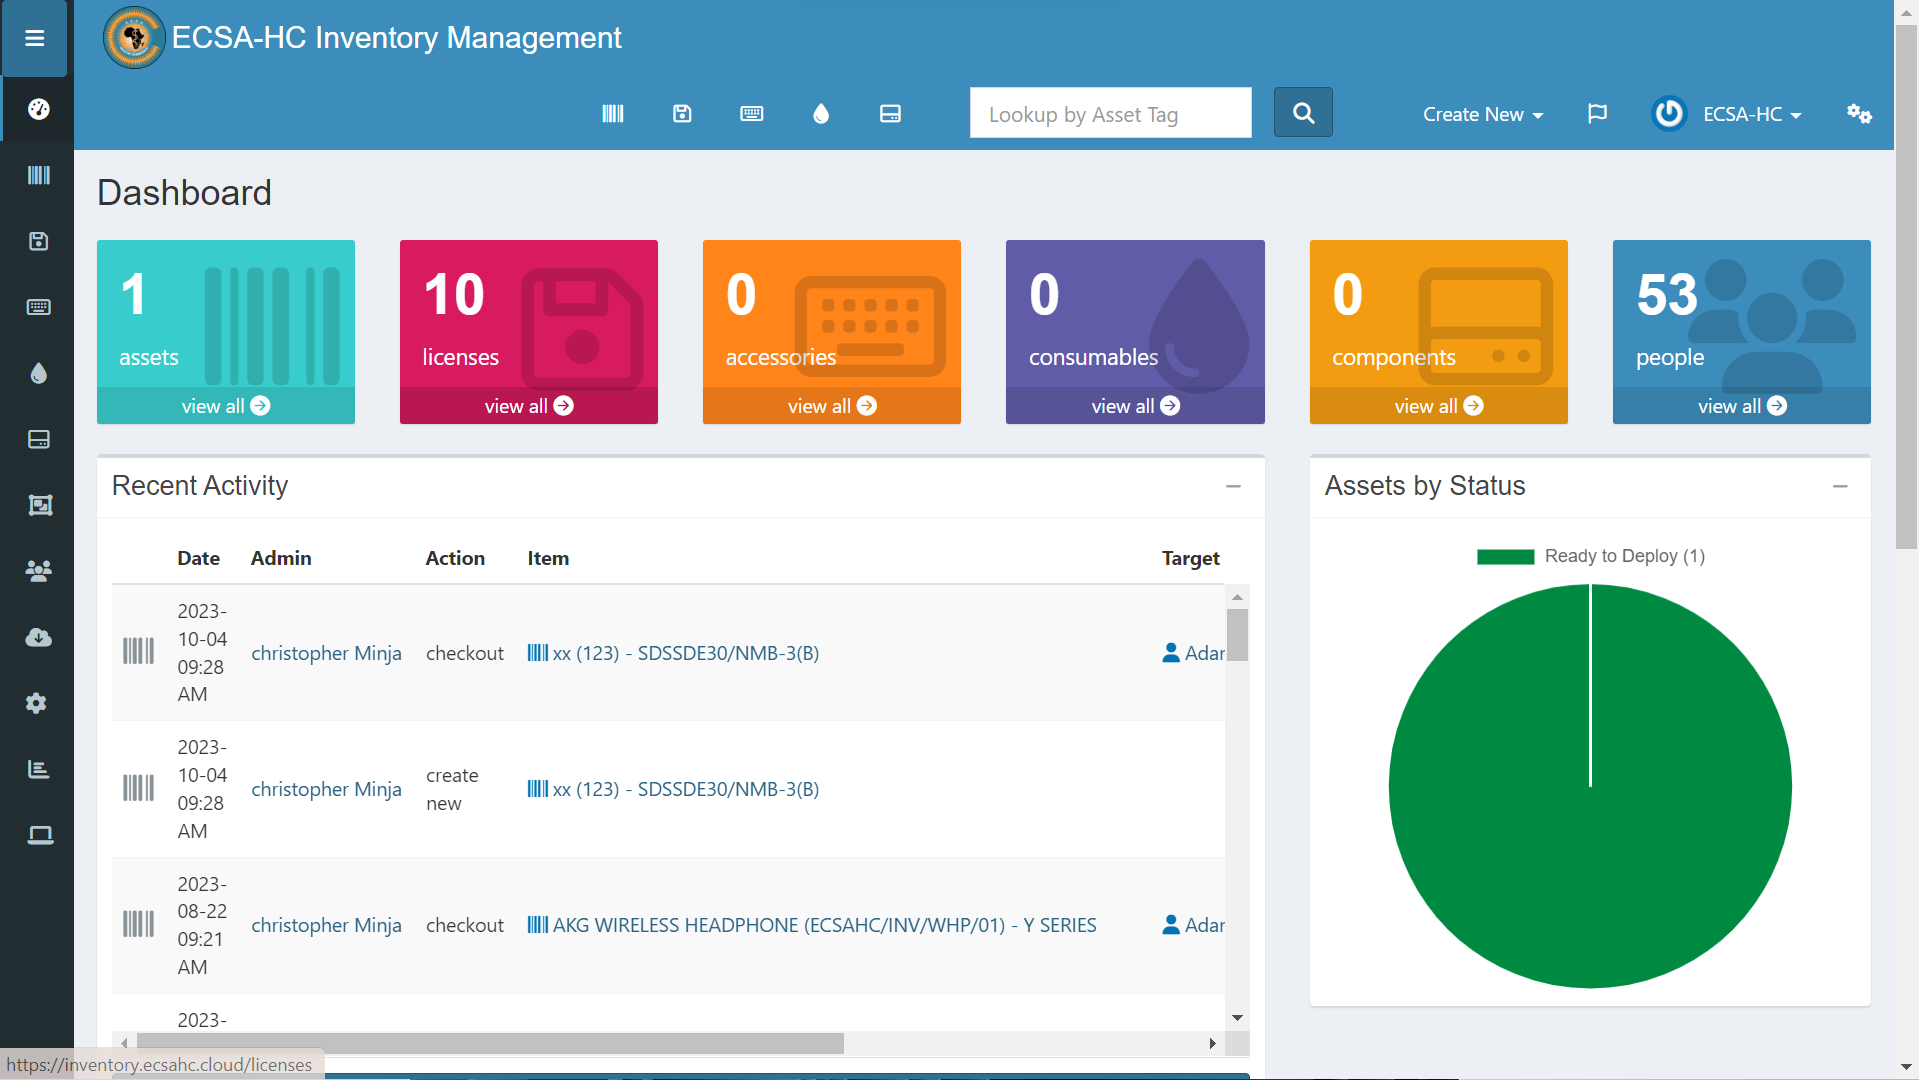 ECSA-HC Inventory Management
Lookup by Asset Tag
Create New
ECSA-HC
Dashboard
1
assets
view all
10
licenses
view all
0
accessories
view all
0
consumables
view all
0
components
view all
53
people
view all
Recent Activity
Date Admin Action Item Target
2023-
10-04
09:28
AM
christopher Minja checkout xx (123) - SDSSDE30/NMB-3(B) Adar
2023-
10-04
09:28
AM
christopher Minja
create
new
xx (123) - SDSSDE30/NMB-3(B)
2023-
08-22
09:21
AM
christopher Minja checkout AKG WIRELESS HEADPHONE (ECSAHC/INV/WHP/01) - Y SERIES Adar
2023-
Assets by Status
Ready to Deploy (1)
https://inventory.ecsahc.cloud/licenses